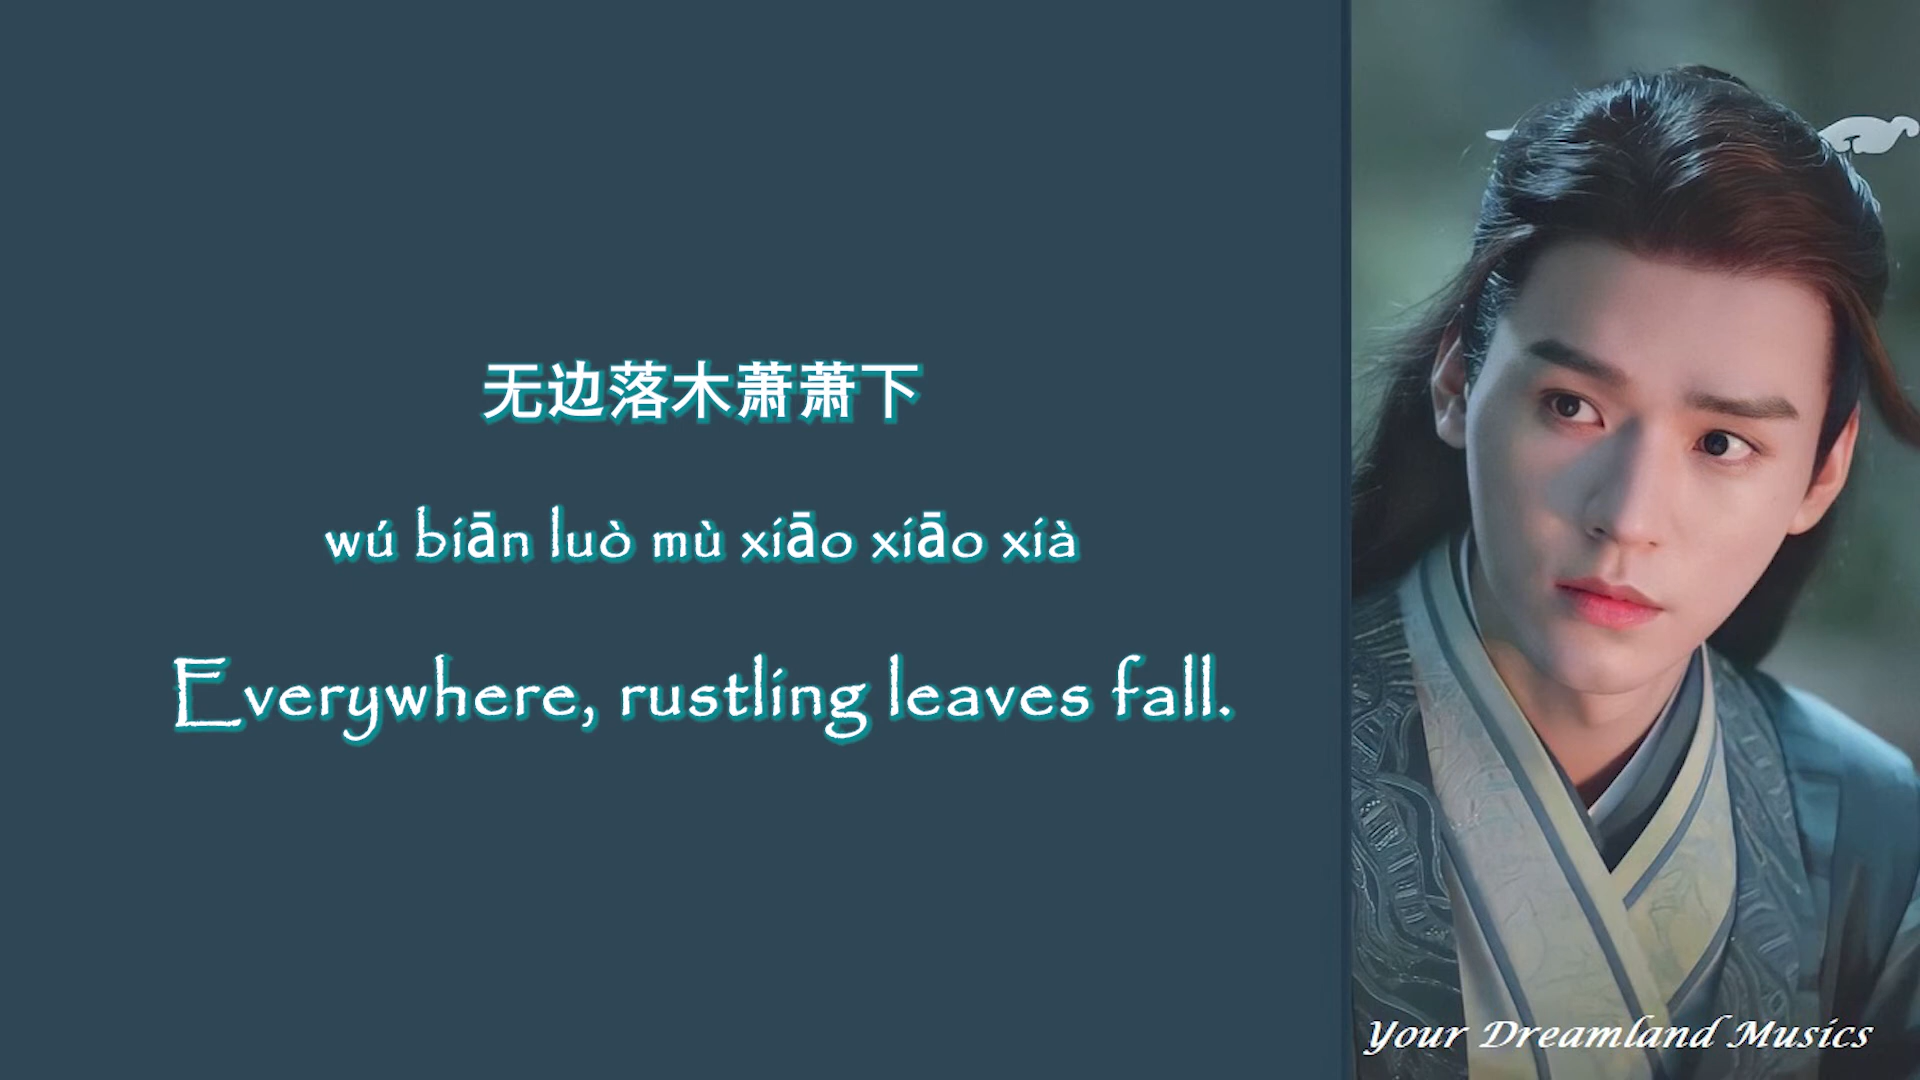 无边落木萧萧下
wú biān luò mù xiāo xiāo xià
Everywhere, rustling leaves fall.
Your Dreamland Musics